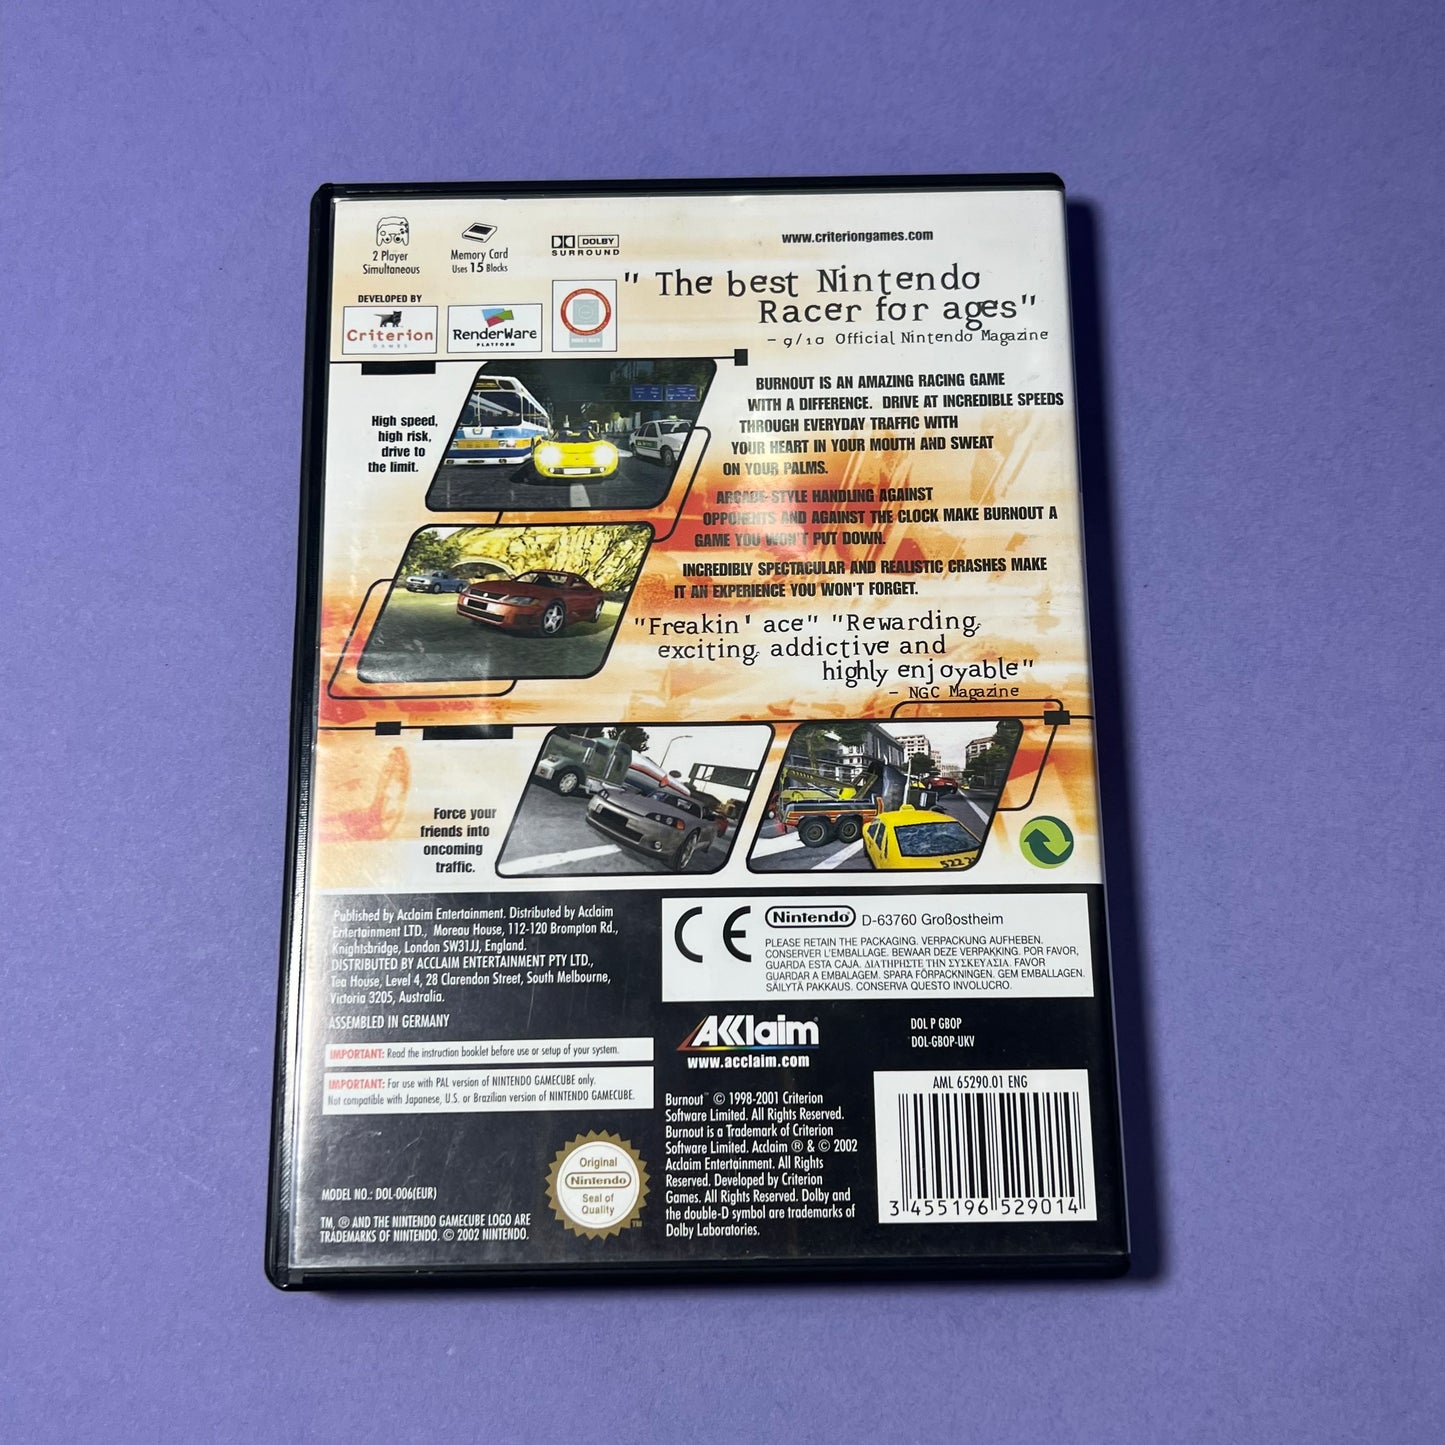 2 Player
Simultaneous
Memory Card
Uses 15 Blocks
DOLBY
SURROUND
www.criteriongames.com
" The best Nintendo
Racer for ages"
– 9/10 Official Nintendo Magazine
DEVELOPED BY
Criterion
GAMES
RenderWare
PLATFORM
High speed,
high risk,
drive to
the limit.
BURNOUT IS AN AMAZING RACING GAME
WITH A DIFFERENCE. DRIVE AT INCREDIBLE SPEEDS
THROUGH EVERYDAY TRAFFIC WITH
YOUR HEART IN YOUR MOUTH AND SWEAT
ON YOUR PALMS.
ARCADE-STYLE HANDLING AGAINST
OPPONENTS AND AGAINST THE CLOCK MAKE BURNOUT A
GAME YOU WON'T PUT DOWN.
INCREDIBLY SPECTACULAR AND REALISTIC CRASHES MAKE
IT AN EXPERIENCE YOU WON'T FORGET.
"Freakin' ace" "Rewarding,
exciting, addictive and
highly enjoyable"
– NGC Magazine
Force your
friends into
oncoming
traffic.
Published by Acclaim Entertainment. Distributed by Acclaim
Entertainment LTD., Moreau House, 112-120 Brompton Rd.,
Knightsbridge, London SW31JJ, England.
DISTRIBUTED BY ACCLAIM ENTERTAINMENT PTY LTD.,
Tea House, Level 4, 28 Clarendon Street, South Melbourne,
Victoria 3205, Australia.
ASSEMBLED IN GERMANY
IMPORTANT: Read the instruction booklet before use or setup of your system.
IMPORTANT: For use with PAL version of NINTENDO GAMECUBE only.
Not compatible with Japanese, U.S. or Brazilian version of NINTENDO GAMECUBE.
MODEL NO.: DOL-006(EUR)
TM, ® AND THE NINTENDO GAMECUBE LOGO ARE
TRADEMARKS OF NINTENDO. © 2002 NINTENDO.
Original
Nintendo
Seal of
Quality
TM
CE
Nintendo D-63760 Großostheim
PLEASE RETAIN THE PACKAGING. VERPACKUNG AUFHEBEN.
CONSERVER L'EMBALLAGE. BEWAAR DEZE VERPAKKING. POR FAVOR,
GUARDA ESTA CAJA. ΔΙΑΤΗΡΗΣΤΕ ΤΗΝ ΣΥΣΚΕΥΑΣΙΑ. FAVOR
GUARDAR A EMBALAGEM. SPARA FÖRPACKNINGEN. GEM EMBALLAGEN.
SÄILYTÄ PAKKAUS. CONSERVA QUESTO INVOLUCRO.
AKKlaim®
www.acclaim.com
DOL P GBOP
DOL-GBOP-UKV
Burnout™ © 1998-2001 Criterion
Software Limited. All Rights Reserved.
Burnout is a Trademark of Criterion
Software Limited. Acclaim ® & © 2002
Acclaim Entertainment. All Rights
Reserved. Developed by Criterion
Games. All Rights Reserved. Dolby and
the double-D symbol are trademarks of
Dolby Laboratories.
AML 65290.01 ENG
3 455196 529014